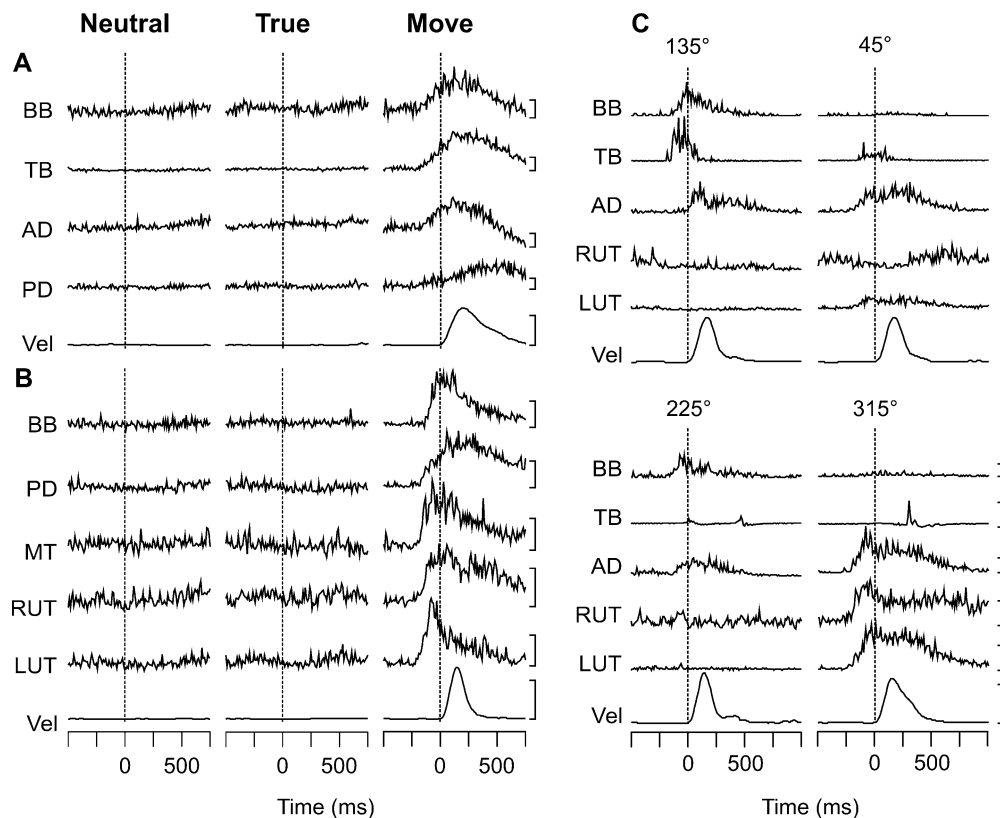 Neutral True Move
A
BB
TB
AD
PD
Vel
B
BB
PD
MT
RUT
LUT
Vel
0 500 0 500 0 500
Time (ms)
C
135° 45°
BB
TB
AD
RUT
LUT
Vel
225° 315°
BB
TB
AD
RUT
LUT
Vel
0 500 0 500
Time (ms)